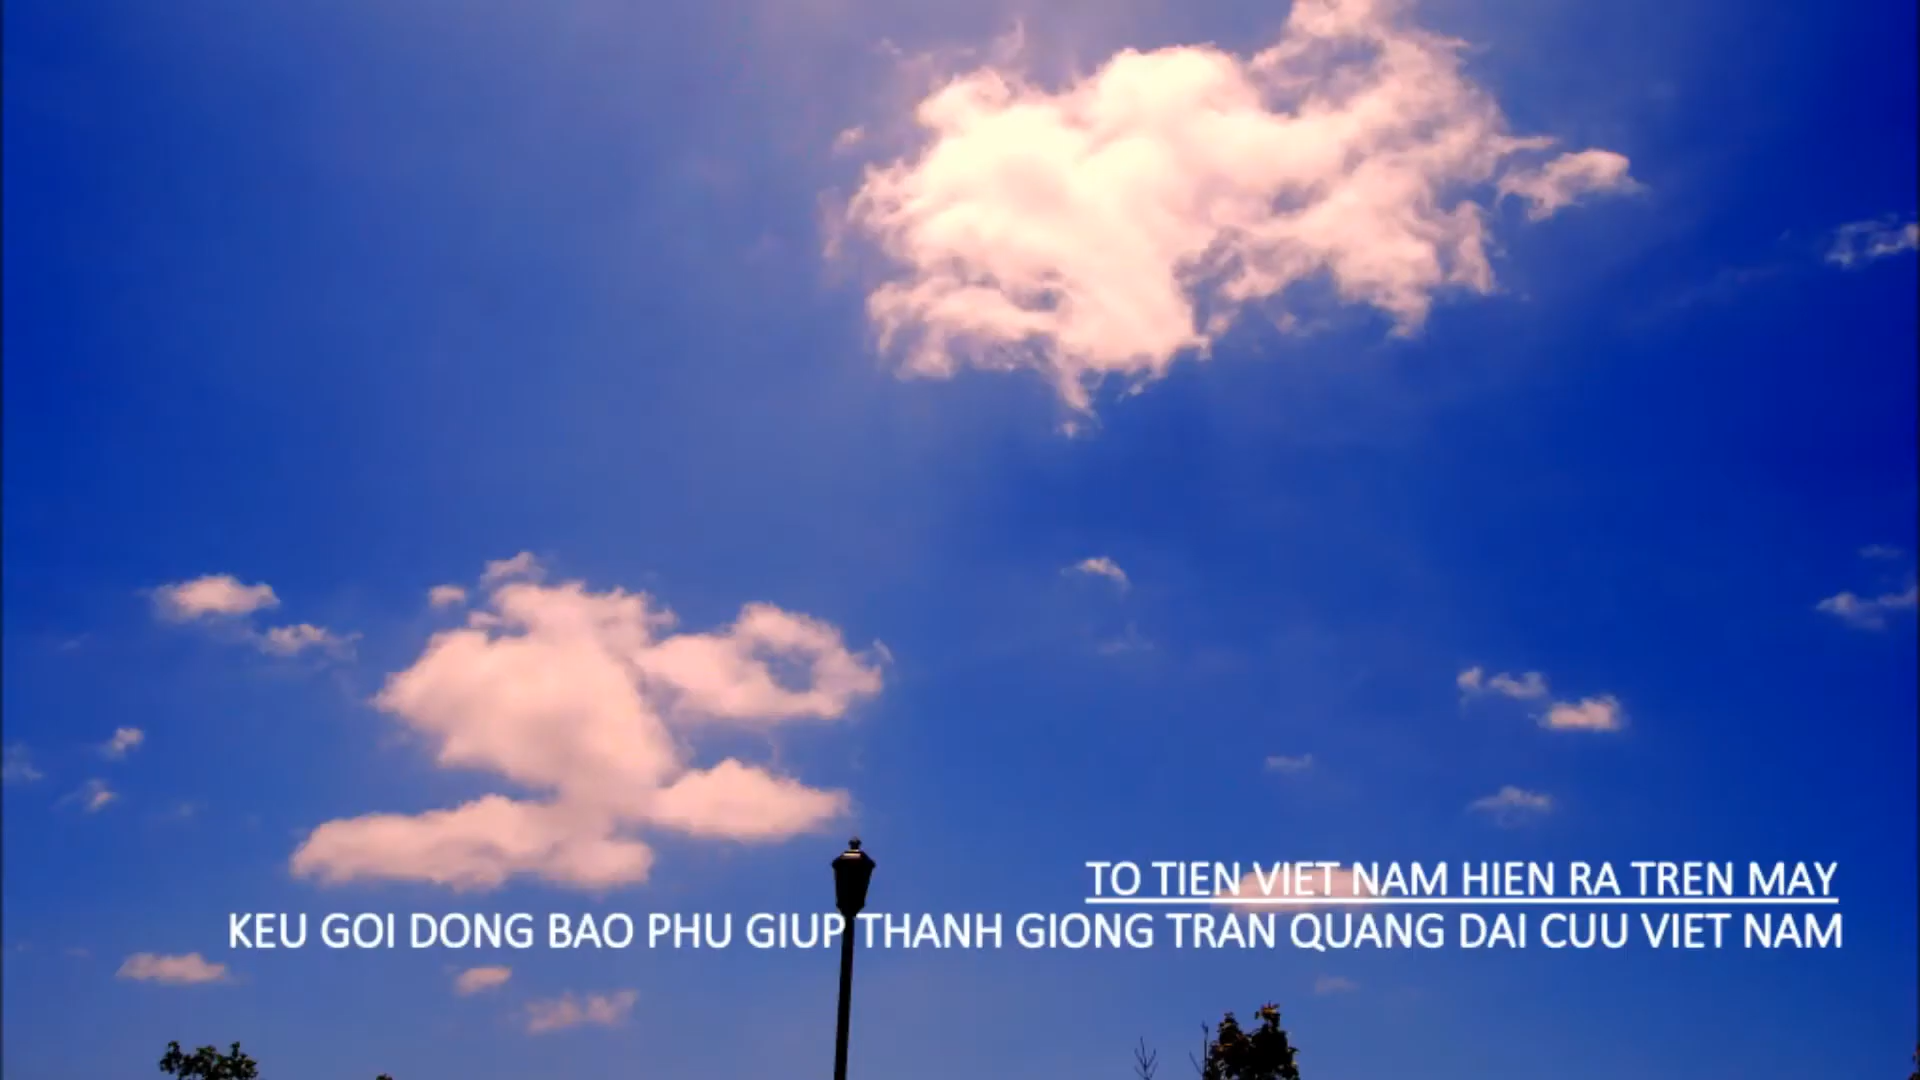 TO TIEN VIET NAM HIEN RA TREN MAY
KEU GOI DONG BAO PHU GIUP THANH GIONG TRAN QUANG DAI CUU VIET NAM